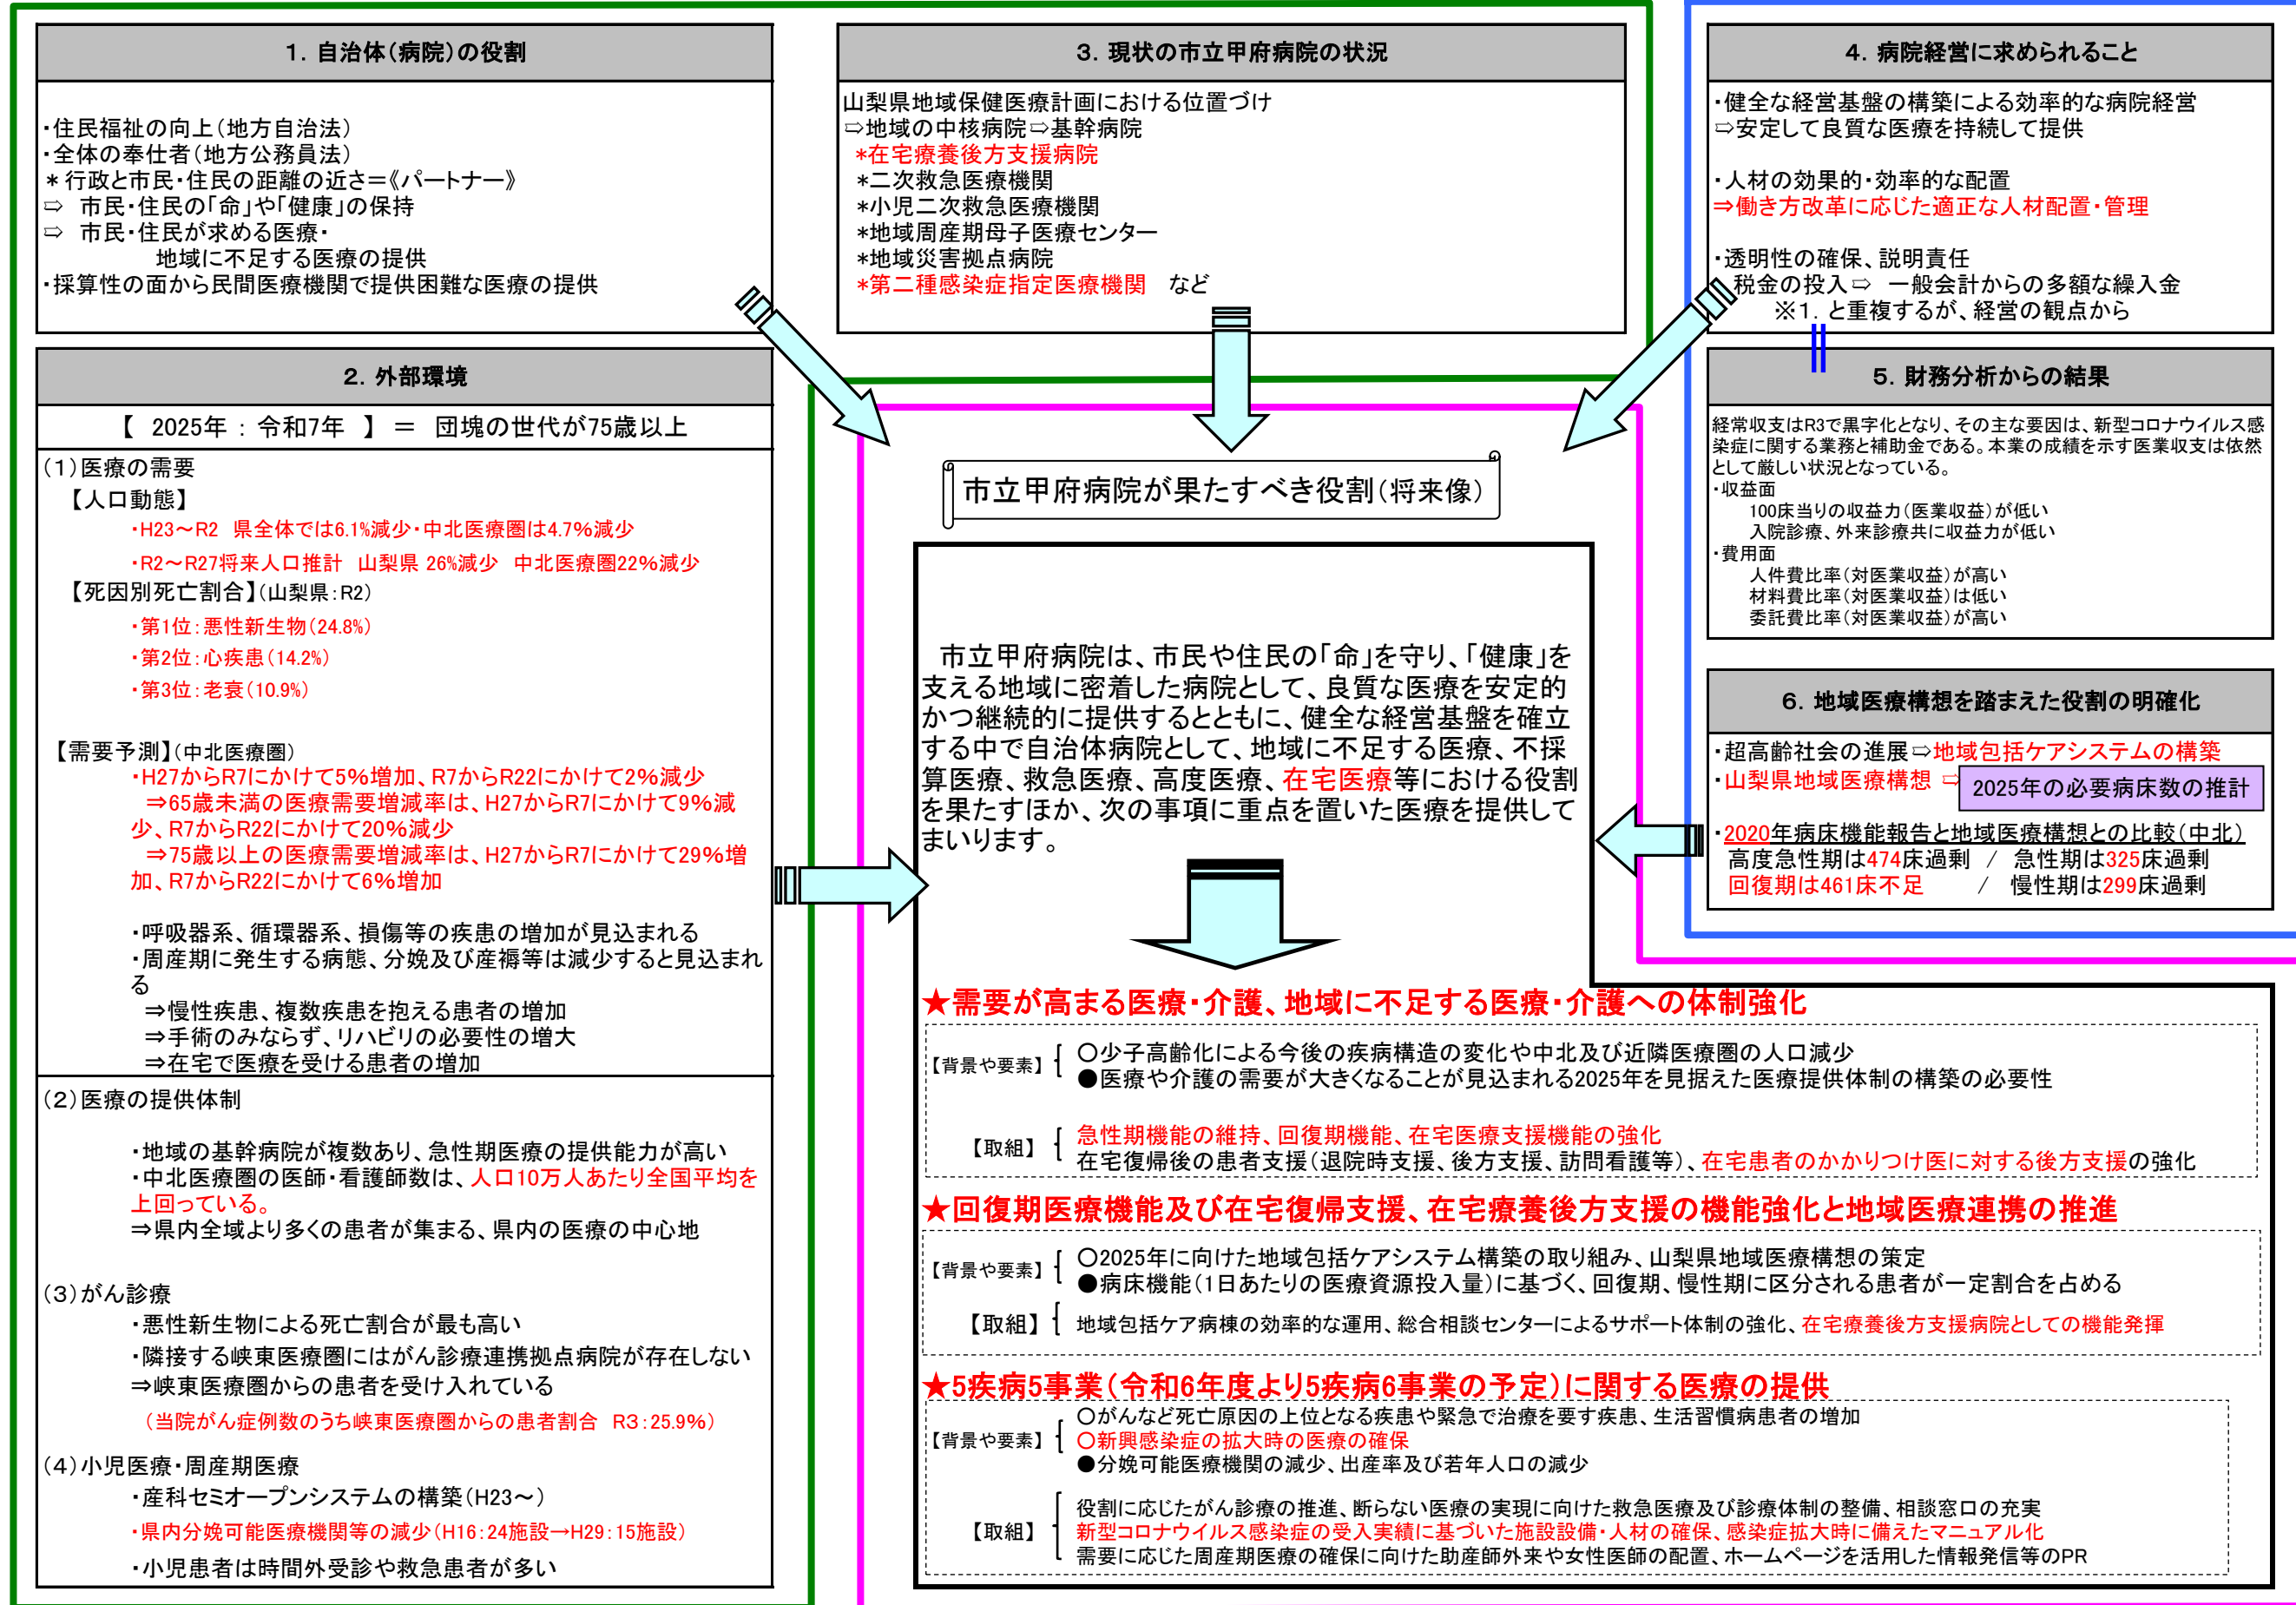 1. 自治体(病院)の役割
・住民福祉の向上(地方自治法)
・全体の奉仕者(地方公務員法)
＊行政と市民・住民の距離の近さ=《パートナー》
⇨ 市民・住民の「命」や「健康」の保持
⇨ 市民・住民が求める医療・
地域に不足する医療の提供
・採算性の面から民間医療機関で提供困難な医療の提供
2. 外部環境
【 2025年 : 令和7年 】 = 団塊の世代が75歳以上
(1)医療の需要
【人口動態】
・H23～R2 県全体では6.1%減少・中北医療圏は4.7%減少
・R2～R27将来人口推計 山梨県 26%減少 中北医療圏22%減少
【死因別死亡割合】(山梨県:R2)
・第1位:悪性新生物(24.8%)
・第2位:心疾患(14.2%)
・第3位:老衰(10.9%)
【需要予測】(中北医療圏)
・H27からR7にかけて5%増加、R7からR22にかけて2%減少
⇒65歳未満の医療需要増減率は、H27からR7にかけて9%減
少、R7からR22にかけて20%減少
⇒75歳以上の医療需要増減率は、H27からR7にかけて29%増
加、R7からR22にかけて6%増加
・呼吸器系、循環器系、損傷等の疾患の増加が見込まれる
・周産期に発生する病態、分娩及び産褥等は減少すると見込まれ
る
⇒慢性疾患、複数疾患を抱える患者の増加
⇒手術のみならず、リハビリの必要性の増大
⇒在宅で医療を受ける患者の増加
(2)医療の提供体制
・地域の基幹病院が複数あり、急性期医療の提供能力が高い
・中北医療圏の医師・看護師数は、人口10万人あたり全国平均を
上回っている。
⇒県内全域より多くの患者が集まる、県内の医療の中心地
(3)がん診療
・悪性新生物による死亡割合が最も高い
・隣接する峡東医療圏にはがん診療連携拠点病院が存在しない
⇒峡東医療圏からの患者を受け入れている
(当院がん症例数のうち峡東医療圏からの患者割合 R3:25.9%)
(4)小児医療・周産期医療
・産科セミオープンシステムの構築(H23～)
・県内分娩可能医療機関等の減少(H16:24施設→H29:15施設)
・小児患者は時間外受診や救急患者が多い
3. 現状の市立甲府病院の状況
山梨県地域保健医療計画における位置づけ
⇨地域の中核病院⇨基幹病院
＊在宅療養後方支援病院
＊二次救急医療機関
＊小児二次救急医療機関
＊地域周産期母子医療センター
＊地域災害拠点病院
＊第二種感染症指定医療機関 など
4. 病院経営に求められること
・健全な経営基盤の構築による効率的な病院経営
⇨安定して良質な医療を持続して提供
・人材の効果的・効率的な配置
⇒働き方改革に応じた適正な人材配置・管理
・透明性の確保、説明責任
税金の投入⇨ 一般会計からの多額な繰入金
※1. と重複するが、経営の観点から
5. 財務分析からの結果
経常収支はR3で黒字化となり、その主な要因は、新型コロナウイルス感
染症に関する業務と補助金である。本業の成績を示す医業収支は依然
として厳しい状況となっている。
・収益面
100床当りの収益力(医業収益)が低い
入院診療、外来診療共に収益力が低い
・費用面
人件費比率(対医業収益)が高い
材料費比率(対医業収益)は低い
委託費比率(対医業収益)が高い
6. 地域医療構想を踏まえた役割の明確化
・超高齢社会の進展⇨地域包括ケアシステムの構築
・山梨県地域医療構想 ⇨ 2025年の必要病床数の推計
・2020年病床機能報告と地域医療構想との比較(中北)
高度急性期は474床過剰 / 急性期は325床過剰
回復期は461床不足 / 慢性期は299床過剰
市立甲府病院が果たすべき役割(将来像)
市立甲府病院は、市民や住民の「命」を守り、「健康」を
支える地域に密着した病院として、良質な医療を安定的
かつ継続的に提供するとともに、健全な経営基盤を確立
する中で自治体病院として、地域に不足する医療、不採
算医療、救急医療、高度医療、在宅医療等における役割
を果たすほか、次の事項に重点を置いた医療を提供して
まいります。
★需要が高まる医療・介護、地域に不足する医療・介護への体制強化
【背景や要素】 ○少子高齢化による今後の疾病構造の変化や中北及び近隣医療圏の人口減少
●医療や介護の需要が大きくなることが見込まれる2025年を見据えた医療提供体制の構築の必要性
【取組】 急性期機能の維持、回復期機能、在宅医療支援機能の強化
在宅復帰後の患者支援(退院時支援、後方支援、訪問看護等)、在宅患者のかかりつけ医に対する後方支援の強化
★回復期医療機能及び在宅復帰支援、在宅療養後方支援の機能強化と地域医療連携の推進
【背景や要素】 ○2025年に向けた地域包括ケアシステム構築の取り組み、山梨県地域医療構想の策定
●病床機能(1日あたりの医療資源投入量)に基づく、回復期、慢性期に区分される患者が一定割合を占める
【取組】 地域包括ケア病棟の効率的な運用、総合相談センターによるサポート体制の強化、在宅療養後方支援病院としての機能発揮
★5疾病5事業(令和6年度より5疾病6事業の予定)に関する医療の提供
【背景や要素】 ○がんなど死亡原因の上位となる疾患や緊急で治療を要す疾患、生活習慣病患者の増加
○新興感染症の拡大時の医療の確保
●分娩可能医療機関の減少、出産率及び若年人口の減少
【取組】 役割に応じたがん診療の推進、断らない医療の実現に向けた救急医療及び診療体制の整備、相談窓口の充実
新型コロナウイルス感染症の受入実績に基づいた施設設備・人材の確保、感染症拡大時に備えたマニュアル化
需要に応じた周産期医療の確保に向けた助産師外来や女性医師の配置、ホームページを活用した情報発信等のPR